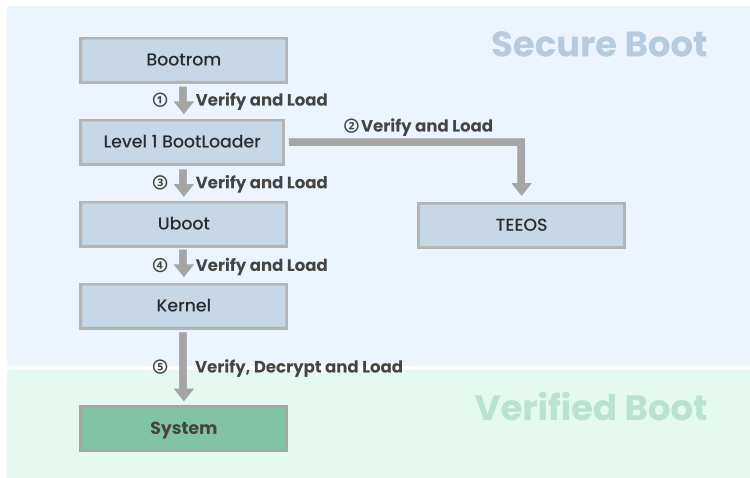 Secure Boot
Bootrom
① Verify and Load
② Verify and Load
Level 1 BootLoader
③ Verify and Load
Uboot
TEEOS
④ Verify and Load
Kernel
⑤ Verify, Decrypt and Load
Verified Boot
System